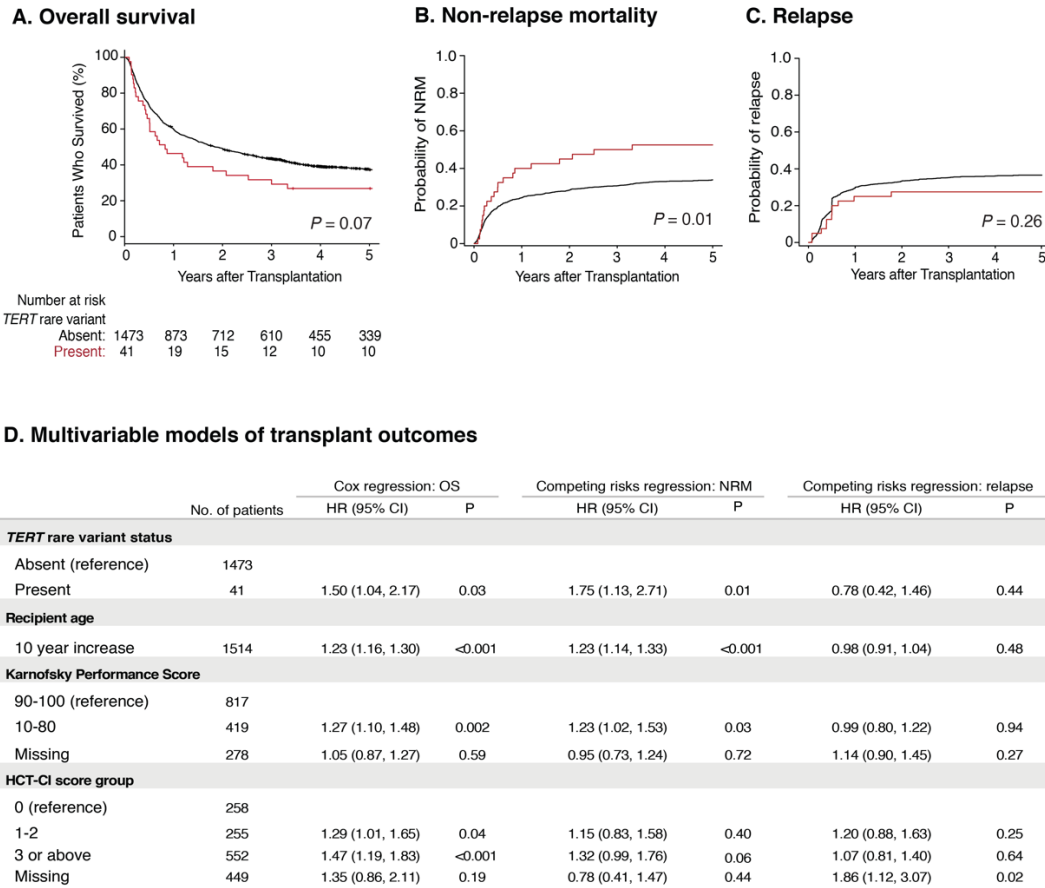 A. Overall survival
Patients Who Survived (%)
100
80
60
40
20
0
P = 0.07
0 1 2 3 4 5
Years after Transplantation
Number at risk
TERT rare variant
Absent: 1473 873 712 610 455 339
Present: 41 19 15 12 10 10
B. Non-relapse mortality
Probability of NRM
1.0
0.8
0.6
0.4
0.2
0
P = 0.01
0 1 2 3 4 5
Years after Transplantation
C. Relapse
Probability of relapse
1.0
0.8
0.6
0.4
0.2
0
P = 0.26
0 1 2 3 4 5
Years after Transplantation
D. Multivariable models of transplant outcomes
Cox regression: OS Competing risks regression: NRM Competing risks regression: relapse
No. of patients HR (95% CI) P HR (95% CI) P HR (95% CI) P
TERT rare variant status
Absent (reference) 1473
Present 41 1.50 (1.04, 2.17) 0.03 1.75 (1.13, 2.71) 0.01 0.78 (0.42, 1.46) 0.44
Recipient age
10 year increase 1514 1.23 (1.16, 1.30) <0.001 1.23 (1.14, 1.33) <0.001 0.98 (0.91, 1.04) 0.48
Karnofsky Performance Score
90-100 (reference) 817
10-80 419 1.27 (1.10, 1.48) 0.002 1.23 (1.02, 1.53) 0.03 0.99 (0.80, 1.22) 0.94
Missing 278 1.05 (0.87, 1.27) 0.59 0.95 (0.73, 1.24) 0.72 1.14 (0.90, 1.45) 0.27
HCT-CI score group
0 (reference) 258
1-2 255 1.29 (1.01, 1.65) 0.04 1.15 (0.83, 1.58) 0.40 1.20 (0.88, 1.63) 0.25
3 or above 552 1.47 (1.19, 1.83) <0.001 1.32 (0.99, 1.76) 0.06 1.07 (0.81, 1.40) 0.64
Missing 449 1.35 (0.86, 2.11) 0.19 0.78 (0.41, 1.47) 0.44 1.86 (1.12, 3.07) 0.02